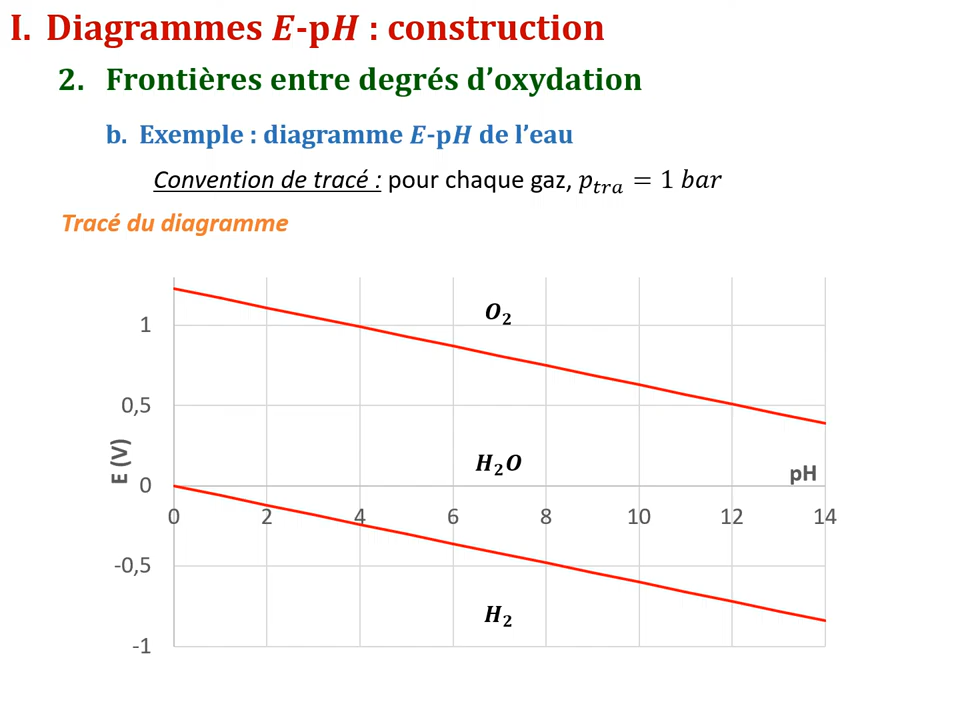 I. Diagrammes E-pH : construction
2. Frontières entre degrés d’oxydation
b. Exemple : diagramme E-pH de l’eau
Convention de tracé : pour chaque gaz, pₜᵣₐ = 1 bar
Tracé du diagramme
O₂
1
0,5
H₂O
pH
E (V)
0
0 2 4 6 8 10 12 14
-0,5
H₂
-1